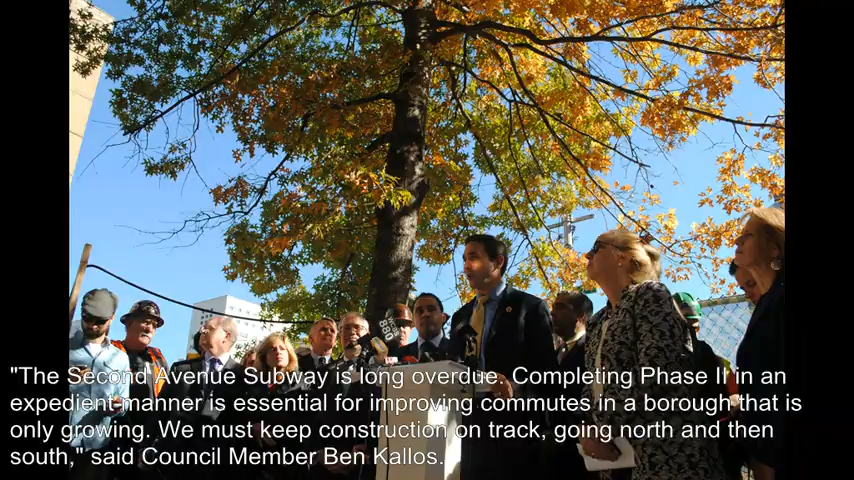 "The Second Avenue Subway is long overdue. Completing Phase II in an
expedient manner is essential for improving commutes in a borough that is
only growing. We must keep construction on track, going north and then
south," said Council Member Ben Kallos.
880